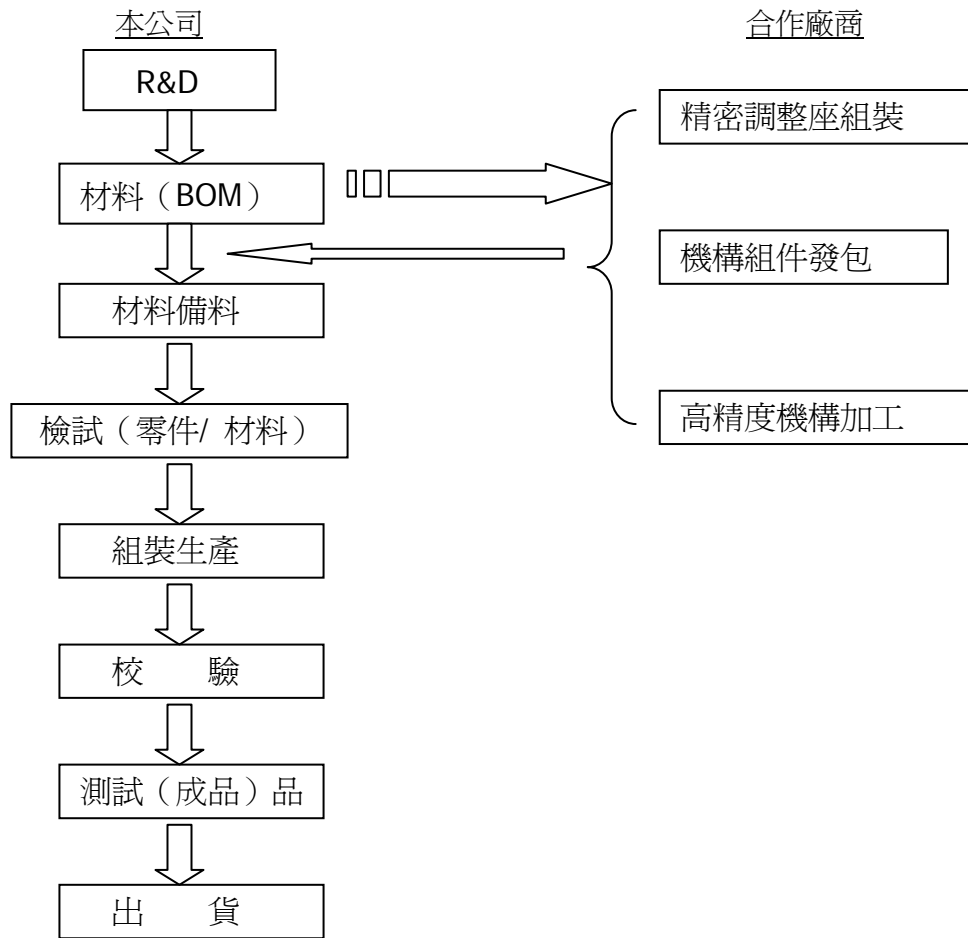 本公司
合作廠商
R&D
精密調整座組裝
材料（BOM）
機構組件發包
材料備料
檢試（零件/ 材料）
高精度機構加工
組裝生產
校　　驗
測試（成品）品
出　　貨